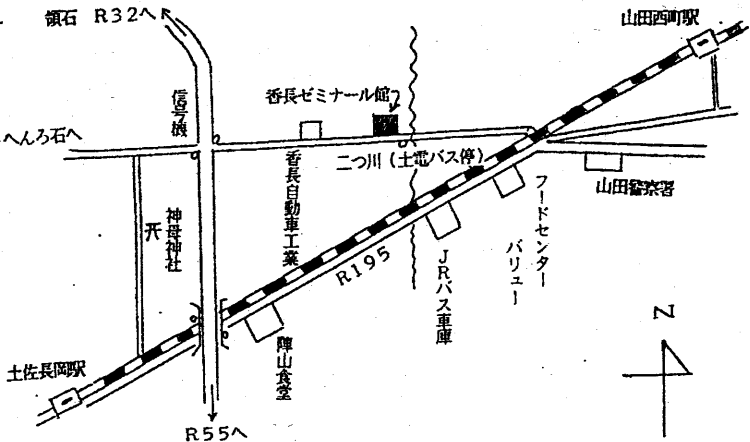 領石 R32へ
山田西町駅
信号機
香長ゼミナール館
へんろ石へ
二つ川(土電バス停)
山田警察署
香長自動車工業
神母神社
フードセンター
バリュー
R195
JRバス車庫
陣山食堂
N
土佐長岡駅
R55へ